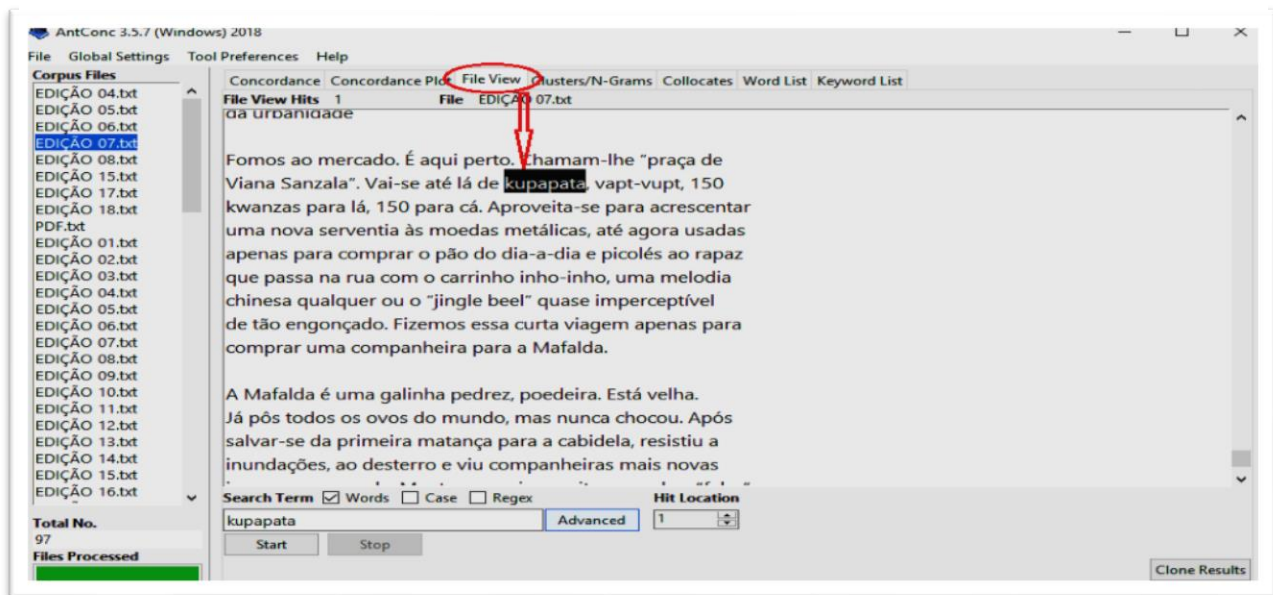 AntConc 3.5.7 (Windows) 2018
File Global Settings Tool Preferences Help
Corpus Files
EDIÇÃO 04.txt
EDIÇÃO 05.txt
EDIÇÃO 06.txt
EDIÇÃO 07.txt
EDIÇÃO 08.txt
EDIÇÃO 15.txt
EDIÇÃO 17.txt
EDIÇÃO 18.txt
PDF.txt
EDIÇÃO 01.txt
EDIÇÃO 02.txt
EDIÇÃO 03.txt
EDIÇÃO 04.txt
EDIÇÃO 05.txt
EDIÇÃO 06.txt
EDIÇÃO 07.txt
EDIÇÃO 08.txt
EDIÇÃO 09.txt
EDIÇÃO 10.txt
EDIÇÃO 11.txt
EDIÇÃO 12.txt
EDIÇÃO 13.txt
EDIÇÃO 14.txt
EDIÇÃO 15.txt
EDIÇÃO 16.txt
Total No.
97
Files Processed
Concordance Concordance Plot File View Clusters/N-Grams Collocates Word List Keyword List
File View Hits 1 File EDIÇÃO 07.txt
da urbanidade
Fomos ao mercado. É aqui perto. Chamam-lhe “praça de
Viana Sanzala”. Vai-se até lá de kupapata, vapt-vupt, 150
kwanzas para lá, 150 para cá. Aproveita-se para acrescentar
uma nova serventia às moedas metálicas, até agora usadas
apenas para comprar o pão do dia-a-dia e picolés ao rapaz
que passa na rua com o carrinho inho-inho, uma melodia
chinesa qualquer ou o “jingle beel” quase imperceptível
de tão engonçado. Fizemos essa curta viagem apenas para
comprar uma companheira para a Mafalda.
A Mafalda é uma galinha pedrez, poedeira. Está velha.
Já pôs todos os ovos do mundo, mas nunca chocou. Após
salvar-se da primeira matança para a cabidela, resistiu a
inundações, ao desterro e viu companheiras mais novas
Search Term Words Case Regex Hit Location
kupapata Advanced 1
Start Stop
Clone Results